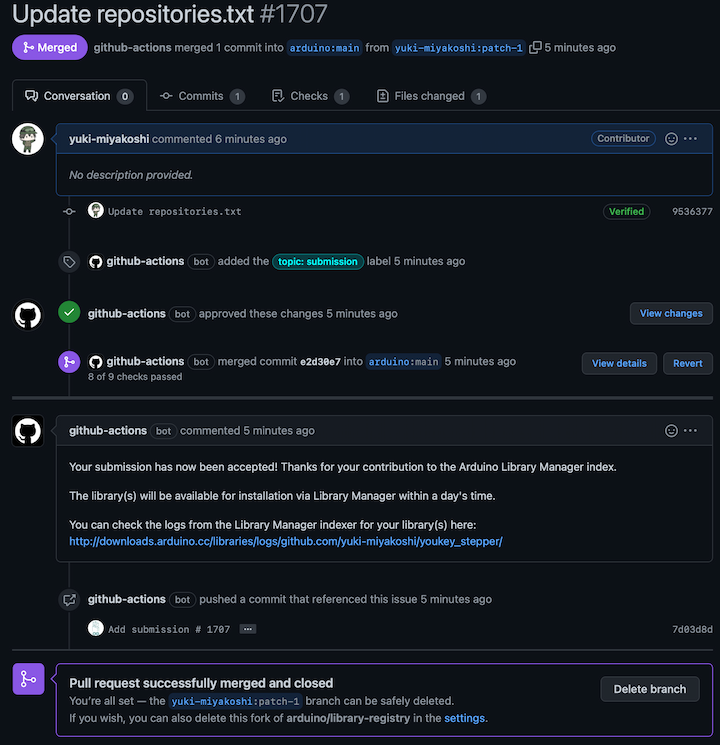 Update repositories.txt #1707
Merged github-actions merged 1 commit into arduino:main from yuki-miyakoshi:patch-1 5 minutes ago
Conversation 0 Commits 1 Checks 1 Files changed 1
yuki-miyakoshi commented 6 minutes ago Contributor ...
No description provided.
Update repositories.txt Verified 9536377
github-actions bot added the topic: submission label 5 minutes ago
github-actions bot approved these changes 5 minutes ago View changes
github-actions bot merged commit e2d30e7 into arduino:main 5 minutes ago View details Revert
8 of 9 checks passed
github-actions bot commented 5 minutes ago ...
Your submission has now been accepted! Thanks for your contribution to the Arduino Library Manager index.
The library(s) will be available for installation via Library Manager within a day's time.
You can check the logs from the Library Manager indexer for your library(s) here:
http://downloads.arduino.cc/libraries/logs/github.com/yuki-miyakoshi/youkey_stepper/
github-actions bot pushed a commit that referenced this issue 5 minutes ago
Add submission # 1707 ... 7d03d8d
Pull request successfully merged and closed
You're all set — the yuki-miyakoshi:patch-1 branch can be safely deleted. Delete branch
If you wish, you can also delete this fork of arduino/library-registry in the settings.